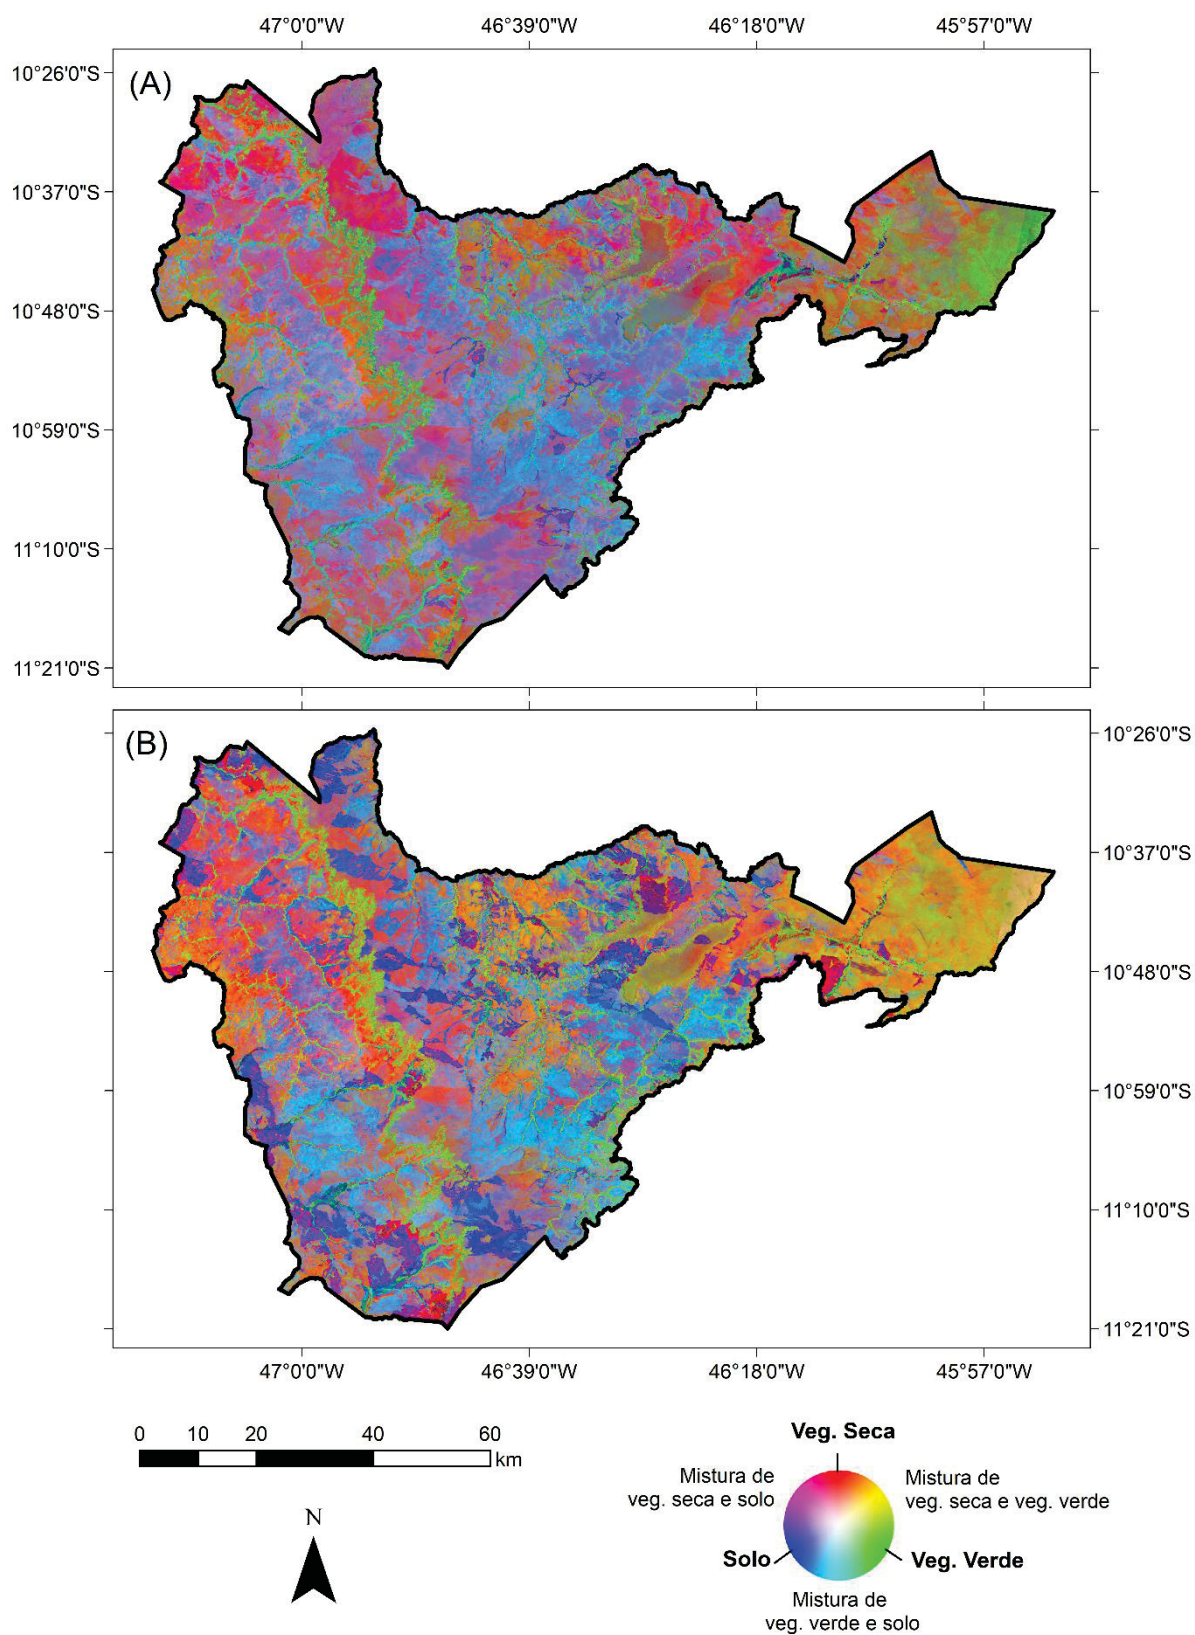 47°0'0"W 46°39'0"W 46°18'0"W 45°57'0"W
10°26'0"S
(A)
10°37'0"S
10°48'0"S
10°59'0"S
11°10'0"S
11°21'0"S
(B)
10°26'0"S
10°37'0"S
10°48'0"S
10°59'0"S
11°10'0"S
11°21'0"S
47°0'0"W 46°39'0"W 46°18'0"W 45°57'0"W
0 10 20 40 60
km
N
Veg. Seca
Mistura de
veg. seca e solo
Mistura de
veg. seca e veg. verde
Solo
Veg. Verde
Mistura de
veg. verde e solo